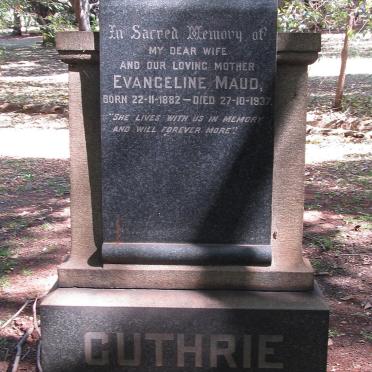 In Sacred Memory of
MY DEAR WIFE
AND OUR LOVING MOTHER
EVANGELINE MAUD,
BORN 22-11-1882 — DIED 27-10-1937.
"SHE LIVES WITH US IN MEMORY
AND WILL FOREVER MORE".
GUTHRIE